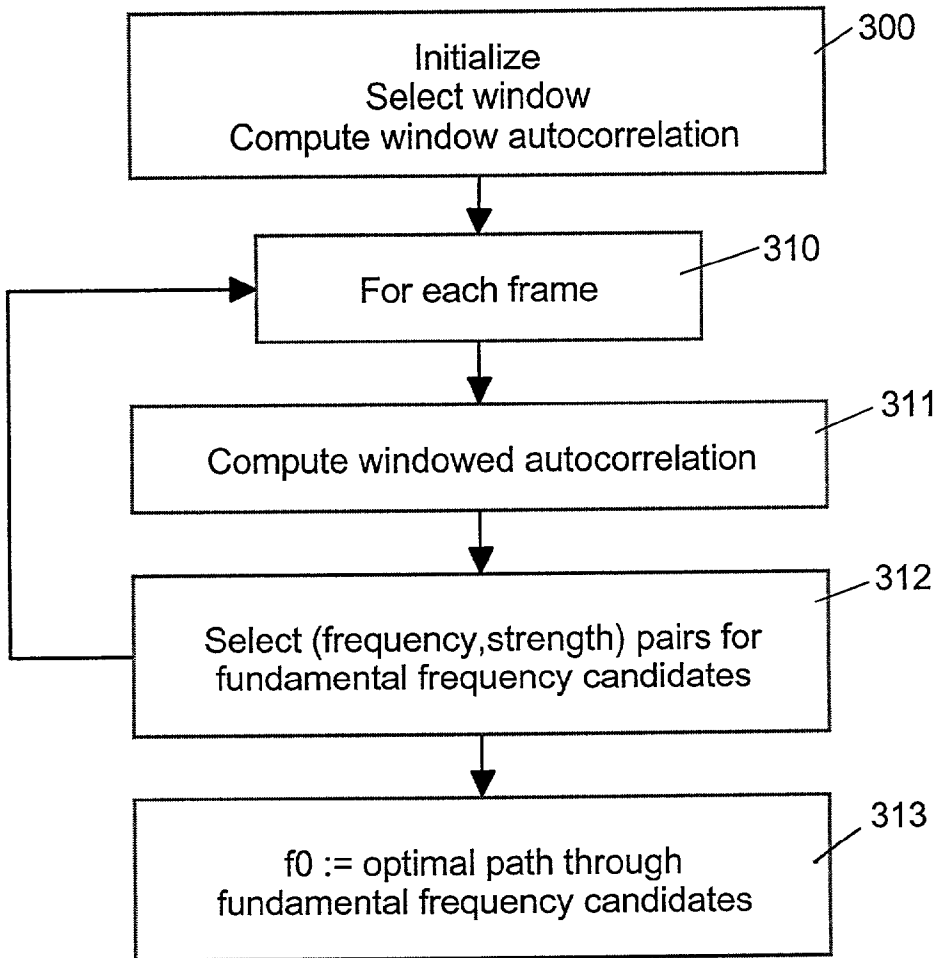 300
Initialize
Select window
Compute window autocorrelation
310
For each frame
311
Compute windowed autocorrelation
312
Select (frequency,strength) pairs for
fundamental frequency candidates
313
f0 := optimal path through
fundamental frequency candidates